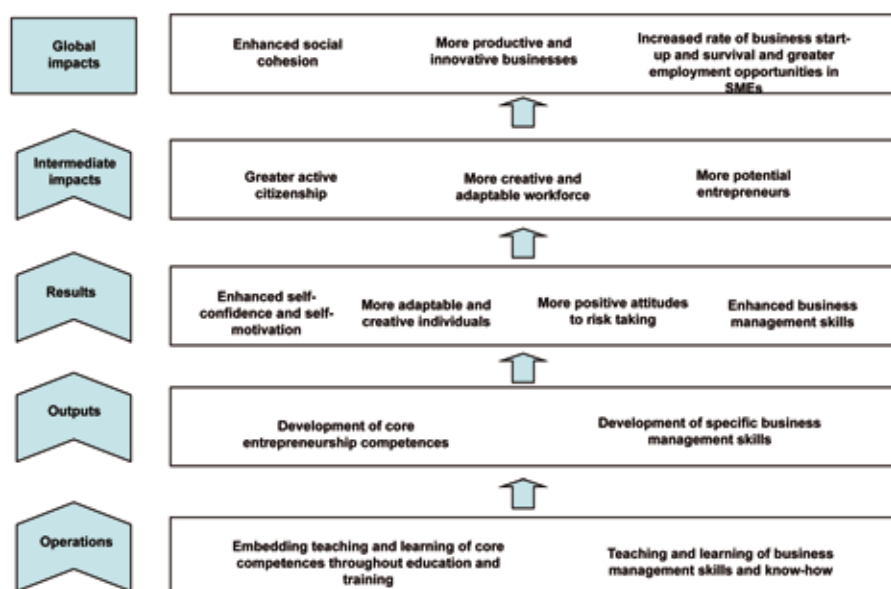 Global
impacts
Enhanced social
cohesion
More productive and
innovative businesses
Increased rate of business start-
up and survival and greater
employment opportunities in
SMEs
Intermediate
impacts
Greater active
citizenship
More creative and
adaptable workforce
More potential
entrepreneurs
Results
Enhanced self-
confidence and self-
motivation
More adaptable and
creative individuals
More positive attitudes
to risk taking
Enhanced business
management skills
Outputs
Development of core
entrepreneurship competences
Development of specific business
management skills
Operations
Embedding teaching and learning of core
competences throughout education and
training
Teaching and learning of business
management skills and know-how